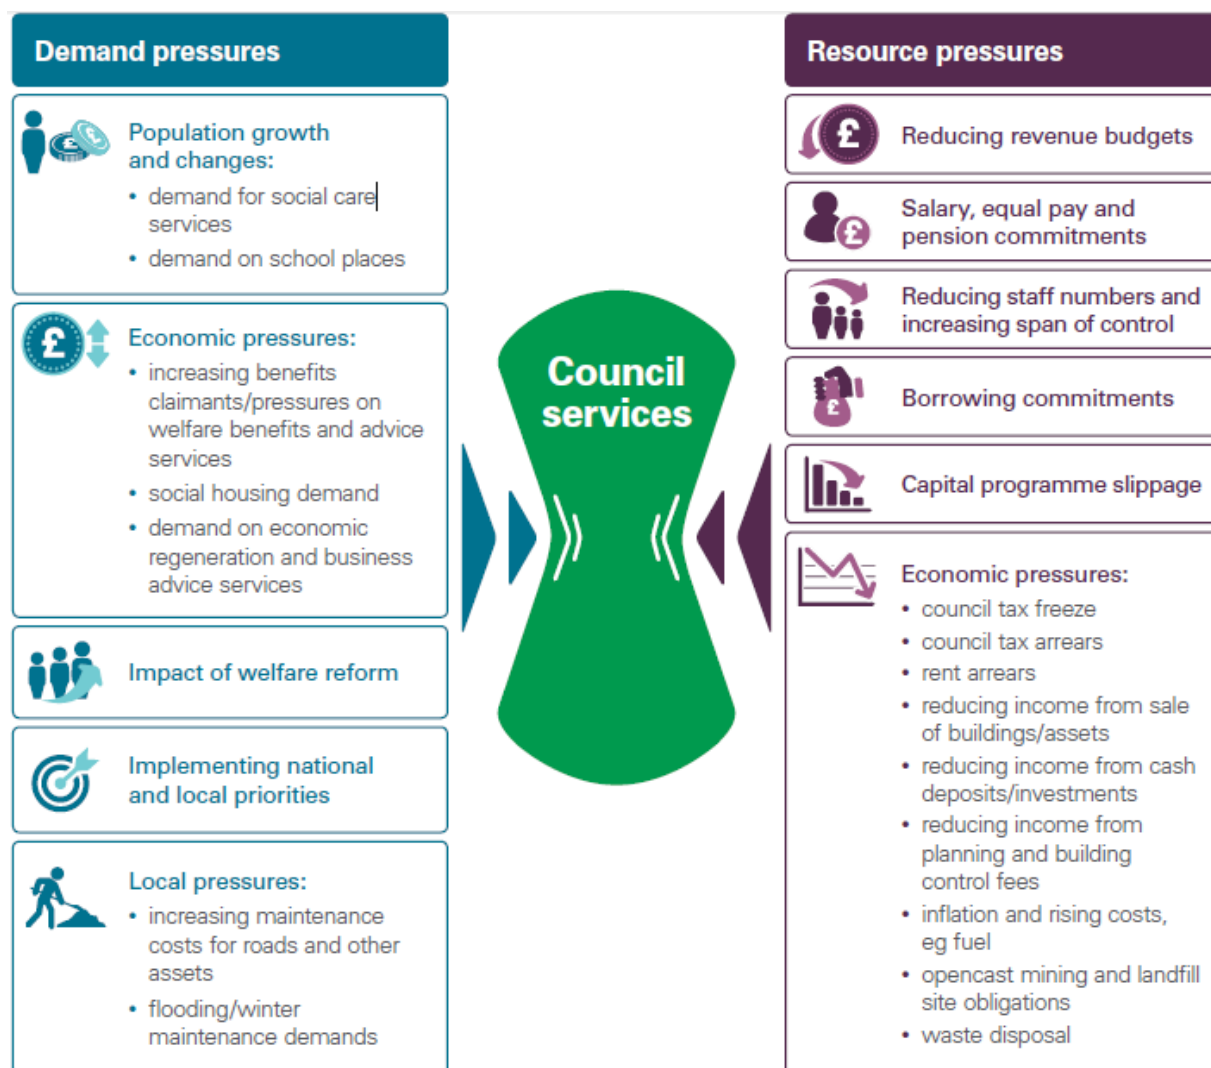 Demand pressures
Population growth
and changes:
• demand for social care
services
• demand on school places
£
Economic pressures:
• increasing benefits
claimants/pressures on
welfare benefits and advice
services
• social housing demand
• demand on economic
regeneration and business
advice services
Impact of welfare reform
Implementing national
and local priorities
Local pressures:
• increasing maintenance
costs for roads and other
assets
• flooding/winter
maintenance demands
Council
services
Resource pressures
£
Reducing revenue budgets
£
Salary, equal pay and
pension commitments
Reducing staff numbers and
increasing span of control
£
Borrowing commitments
Capital programme slippage
Economic pressures:
• council tax freeze
• council tax arrears
• rent arrears
• reducing income from sale
of buildings/assets
• reducing income from cash
deposits/investments
• reducing income from
planning and building
control fees
• inflation and rising costs,
eg fuel
• opencast mining and landfill
site obligations
• waste disposal